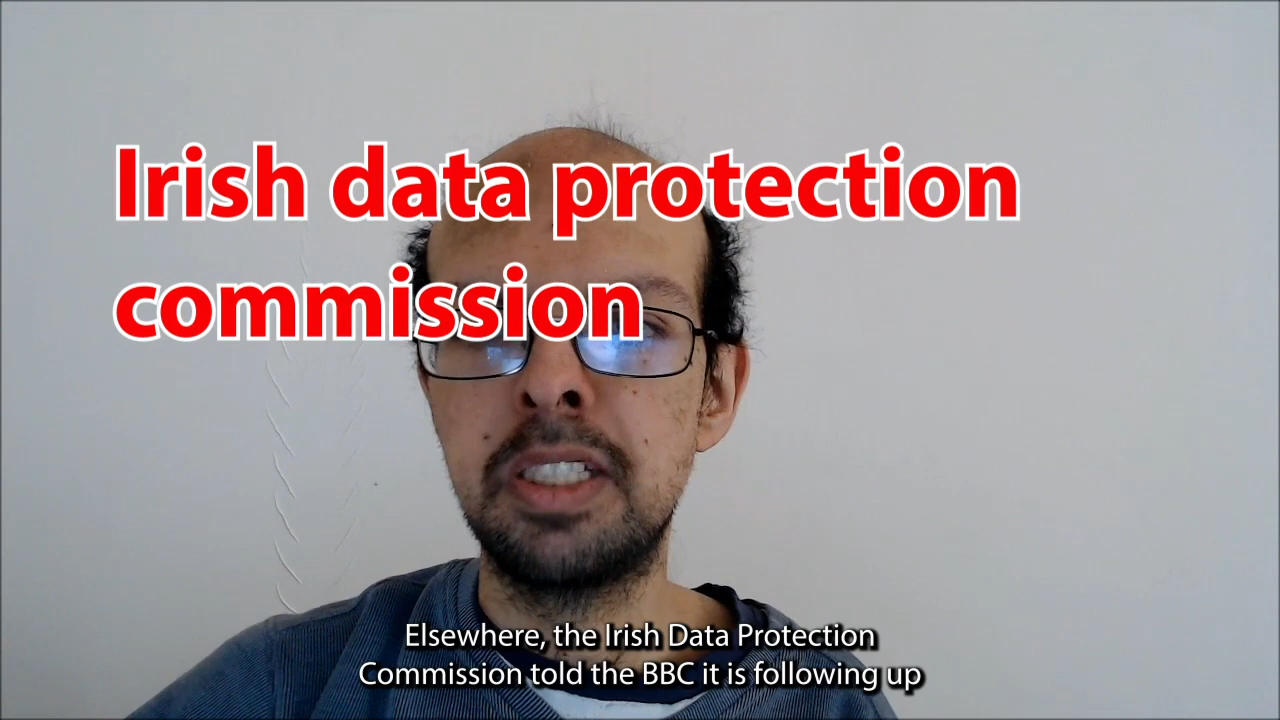 Irish data protection
commission
Elsewhere, the Irish Data Protection
Commission told the BBC it is following up